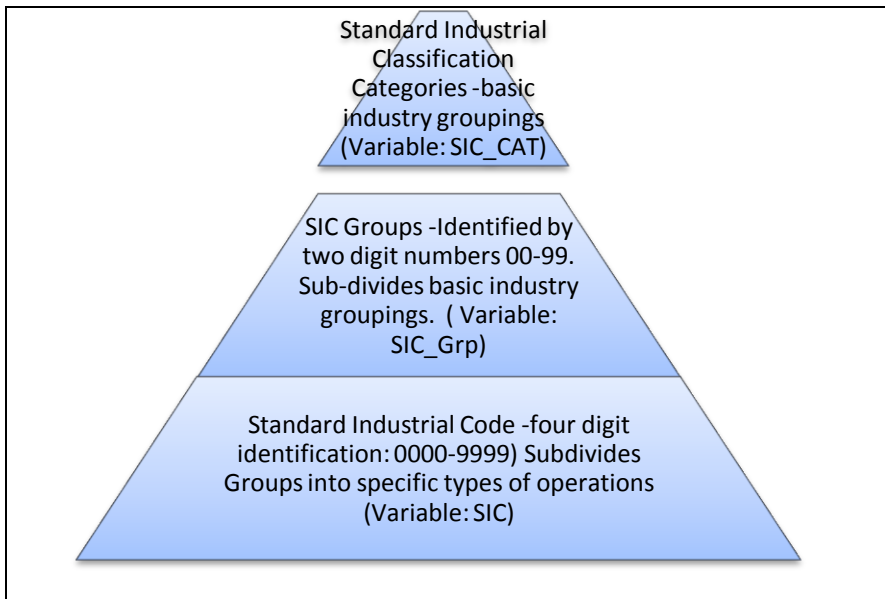 Standard Industrial
Classification
Categories -basic
industry groupings
(Variable: SIC_CAT)
SIC Groups -Identified by
two digit numbers 00-99.
Sub-divides basic industry
groupings. ( Variable:
SIC_Grp)
Standard Industrial Code -four digit
identification: 0000-9999) Subdivides
Groups into specific types of operations
(Variable: SIC)